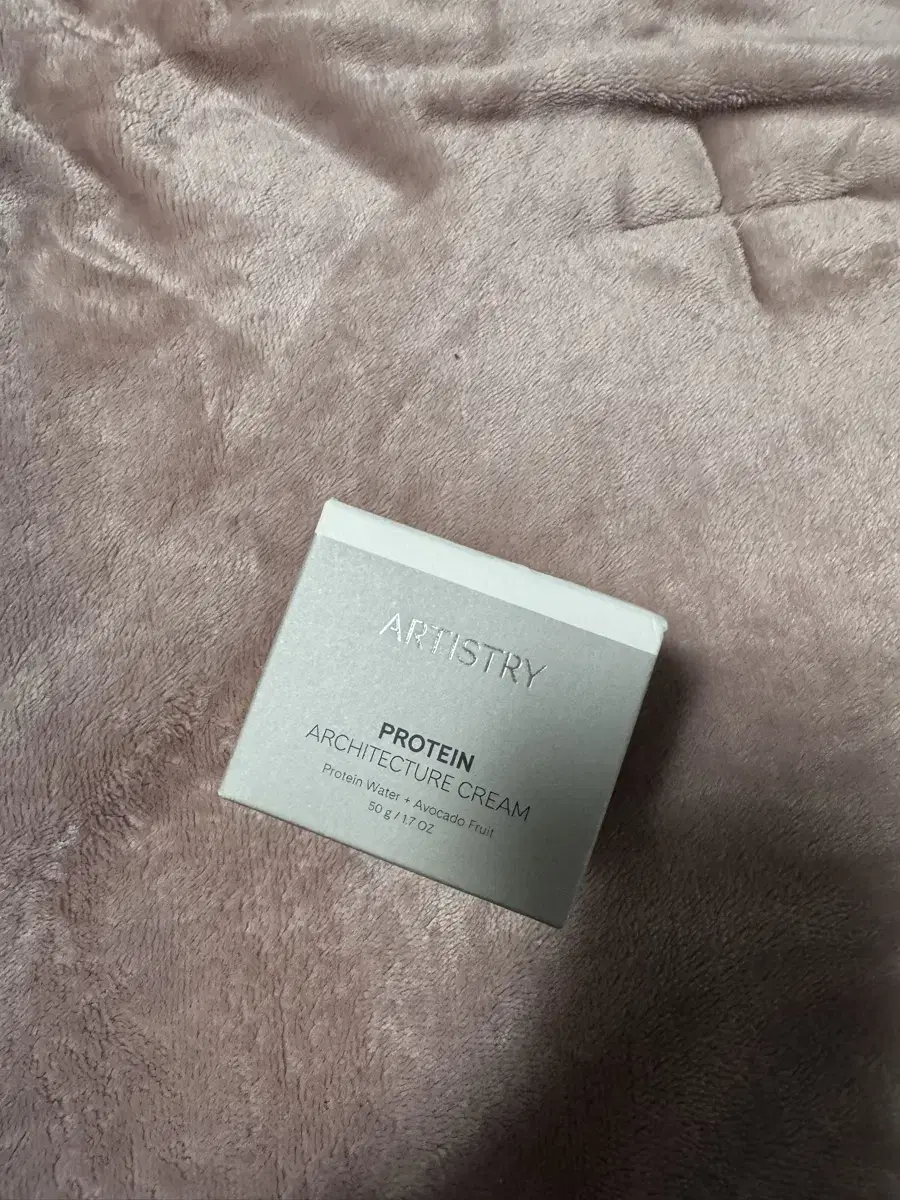 ARTISTRY
PROTEIN
ARCHITECTURE CREAM
Protein Water + Avocado Fruit
50 g / 1.7 OZ